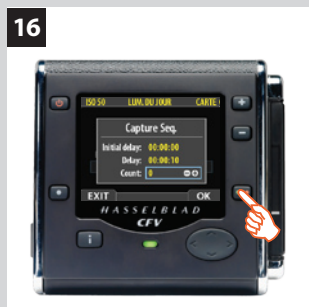 16
ISO 50 LUM. DU JOUR CARTE
Capture Seq.
Initial delay: 00:00:00
Delay: 00:00:10
Count: 0
EXIT OK
HASSELBLAD
CFV
i